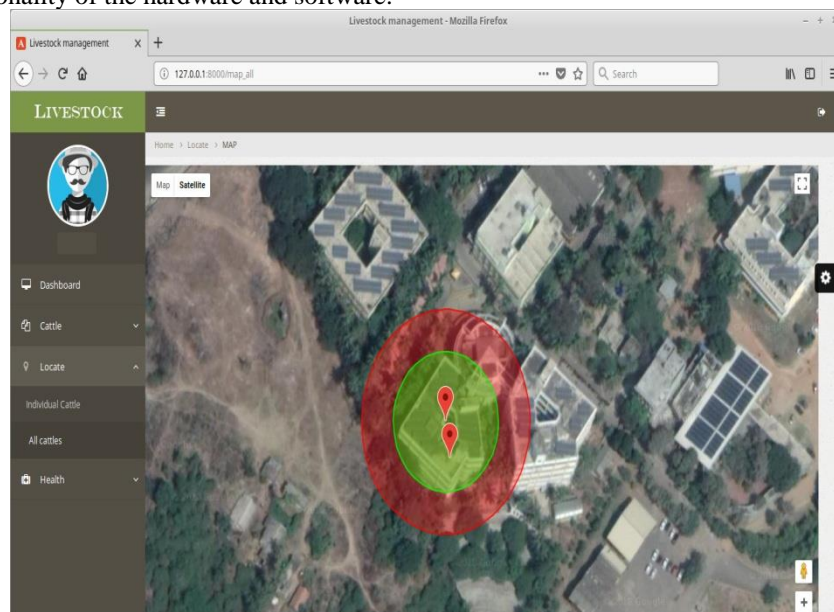 onality of the hardware and software.
Livestock management - Mozilla Firefox
Livestock management X +
127.0.0.1:8000/map_all
Search
LIVESTOCK
Home > Locate > MAP
Map Satellite
Dashboard
Cattle
Locate
Individual Cattle
All cattles
Health